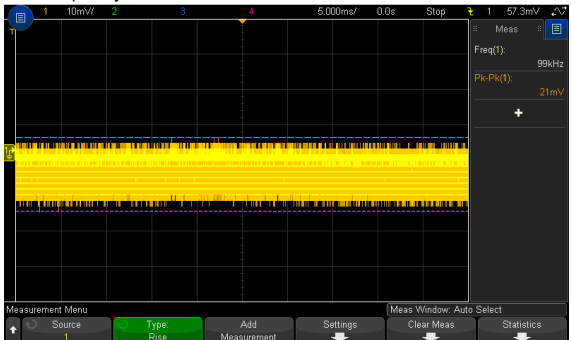 1 10mV/ 2 3 4 5.000ms/ 0.0s Stop 1 57.3mV
T
Meas
Freq(1):
99kHz
Pk-Pk(1):
21mV
+
1
Measurement Menu
Meas Window: Auto Select
Source
1
Type:
Rise
Add
Measurement
Settings
Clear Meas
Statistics